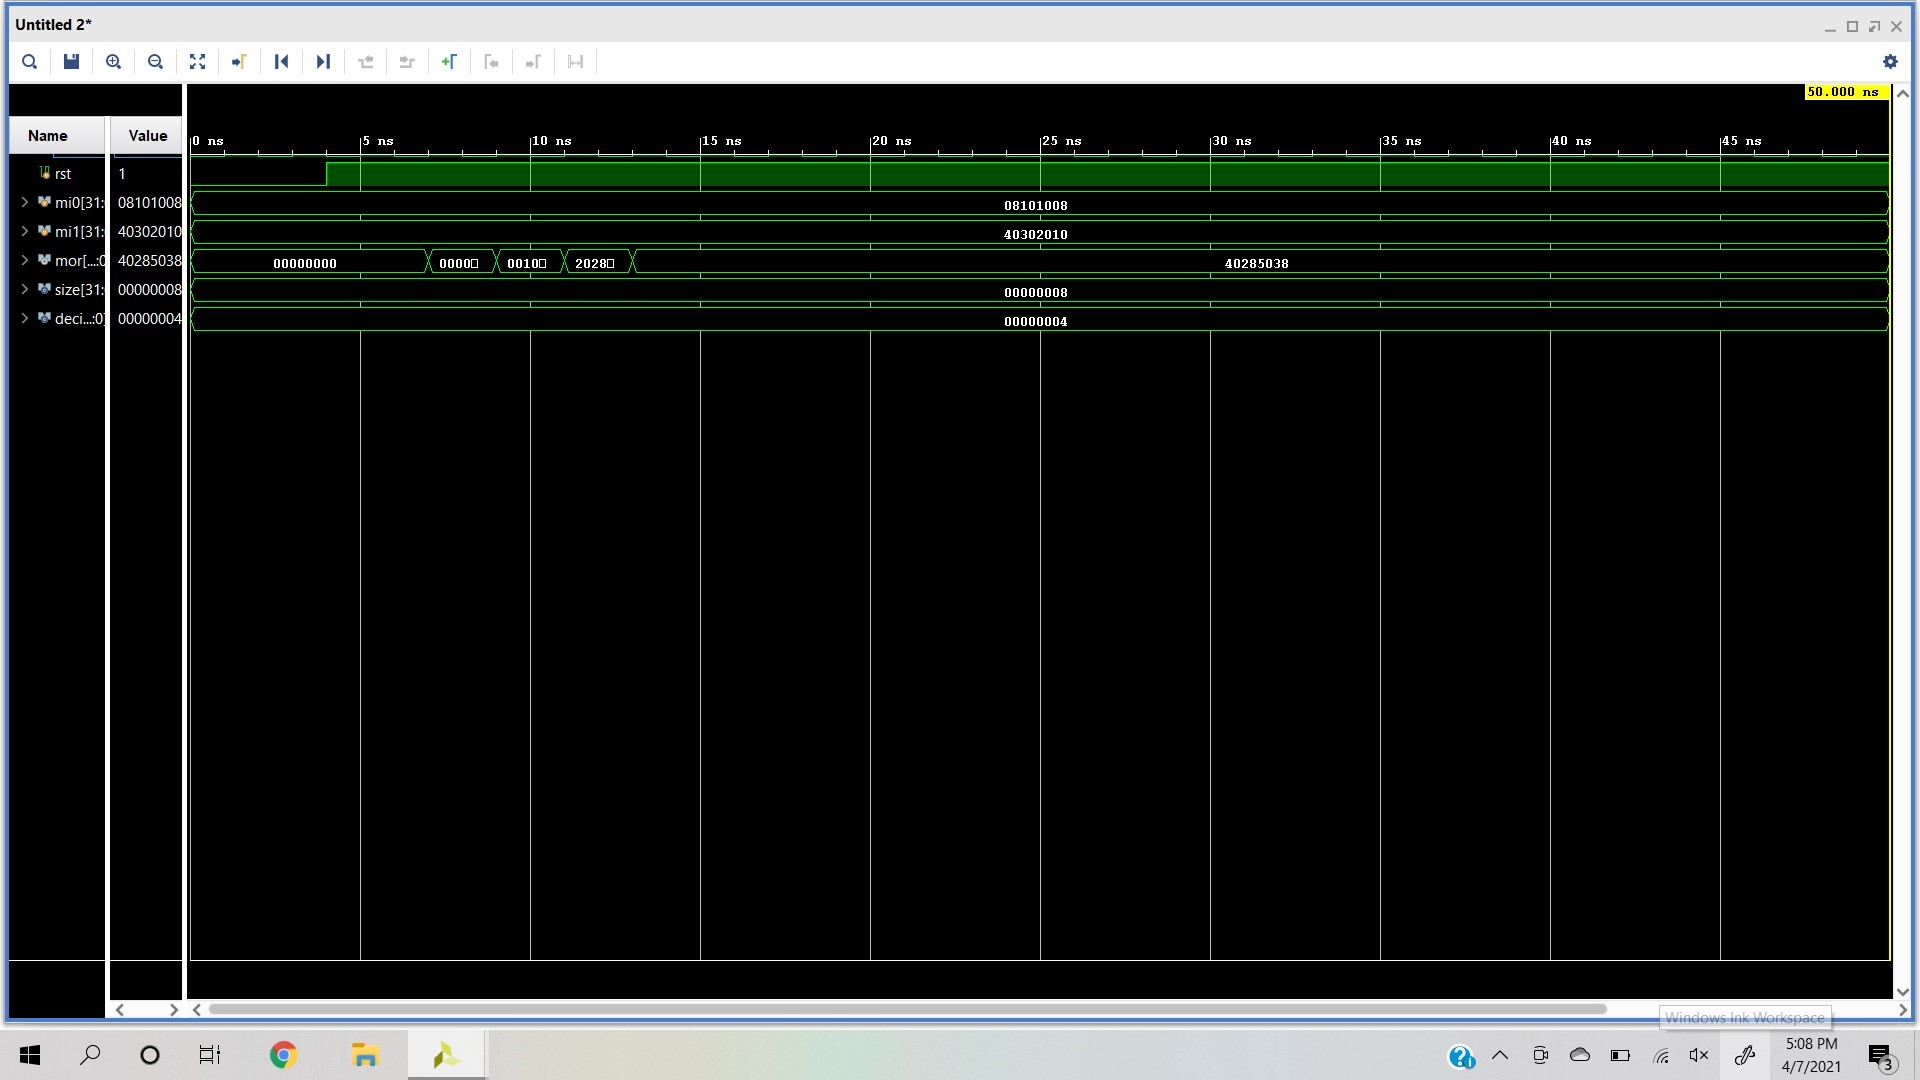 Untitled 2*
50.000 ns
Name Value
0 ns 5 ns 10 ns 15 ns 20 ns 25 ns 30 ns 35 ns 40 ns 45 ns
rst 1
mi0[31: 08101008 08101008
mi1[31: 40302010 40302010
mor[...:0 40285038 00000000 0000□ 0010□ 2028□ 40285038
size[31: 00000008 00000008
deci...:0] 00000004 00000004
Windows Ink Workspace
5:08 PM
4/7/2021
3